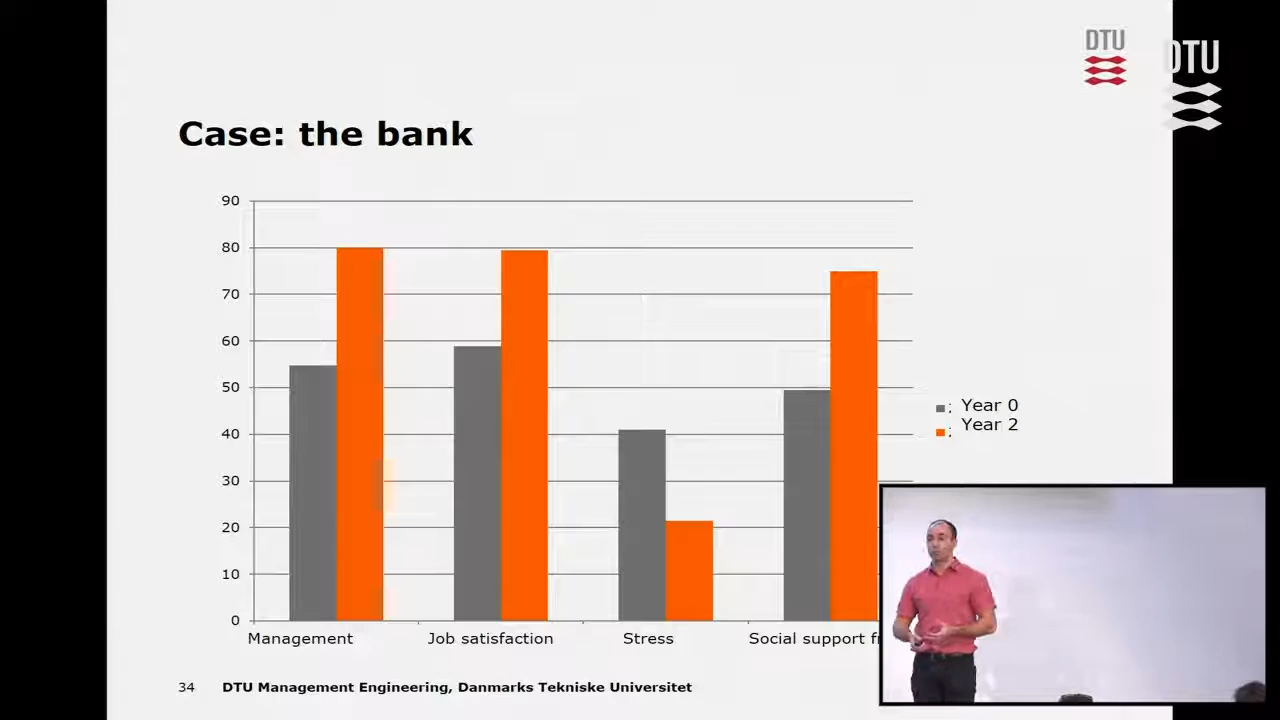 DTU
DTU
Case: the bank
90
80
70
60
50
40
30
20
10
0
: Year 0
: Year 2
Management
Job satisfaction
Stress
Social support
34 DTU Management Engineering, Danmarks Tekniske Universitet